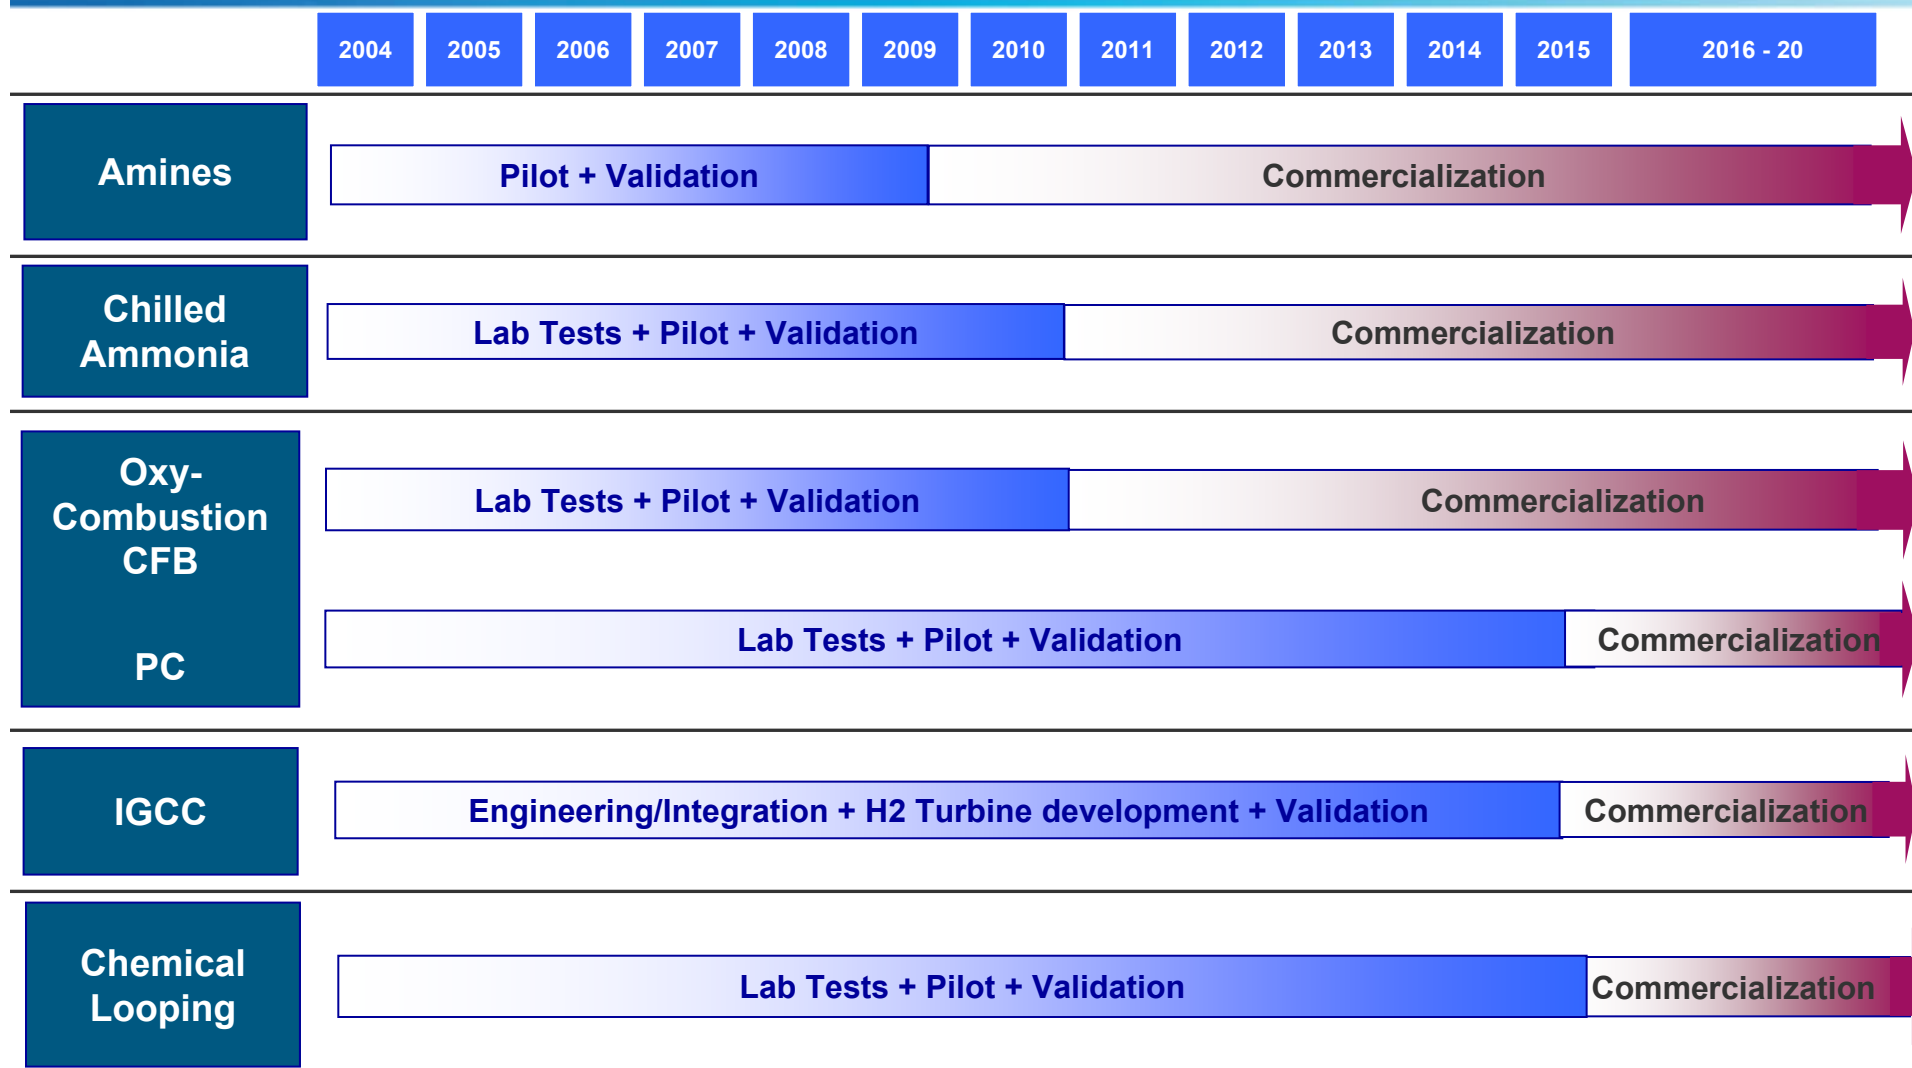 2004 2005 2006 2007 2008 2009 2010 2011 2012 2013 2014 2015 2016 - 20
Amines
Pilot + Validation
Commercialization
Chilled
Ammonia
Lab Tests + Pilot + Validation
Commercialization
Oxy-
Combustion
CFB
Lab Tests + Pilot + Validation
Commercialization
PC
Lab Tests + Pilot + Validation
Commercialization
IGCC
Engineering/Integration + H2 Turbine development + Validation
Commercialization
Chemical
Looping
Lab Tests + Pilot + Validation
Commercialization